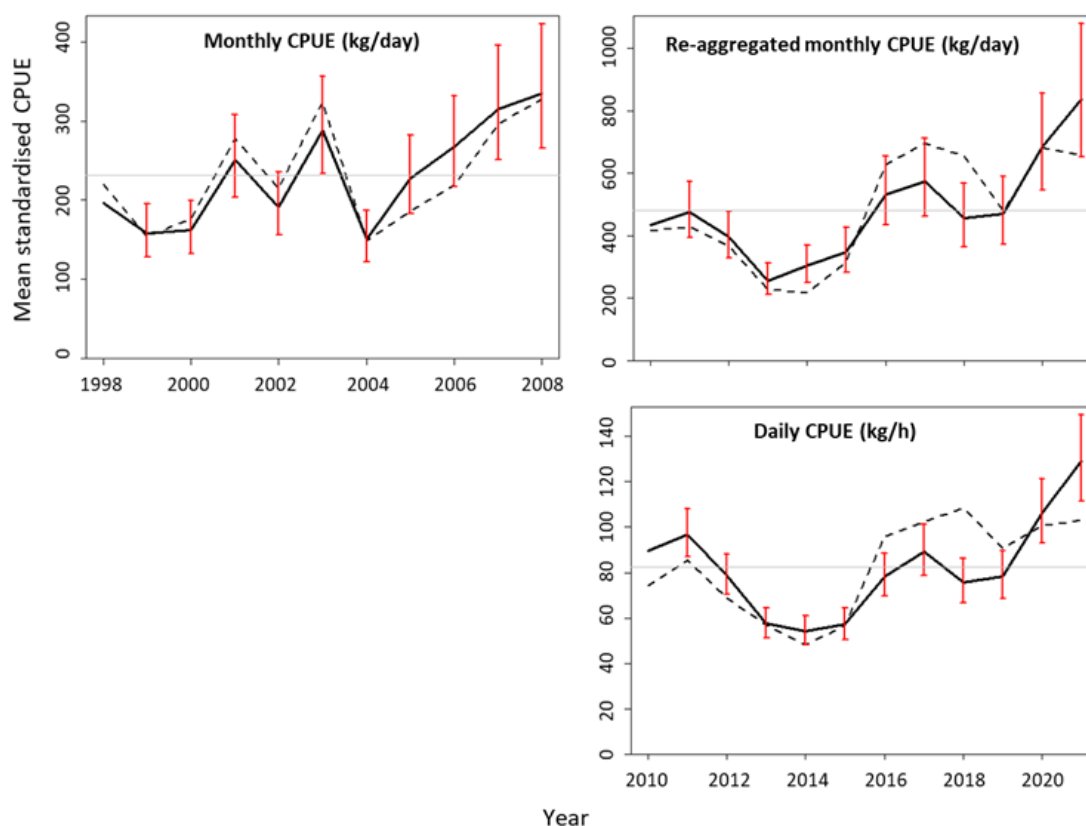 Monthly CPUE (kg/day)
Mean standardised CPUE
400
300
200
100
0
1998 2000 2002 2004 2006 2008
Re-aggregated monthly CPUE (kg/day)
1000
800
600
400
200
0
Daily CPUE (kg/h)
140
120
100
80
60
40
20
0
2010 2012 2014 2016 2018 2020
Year